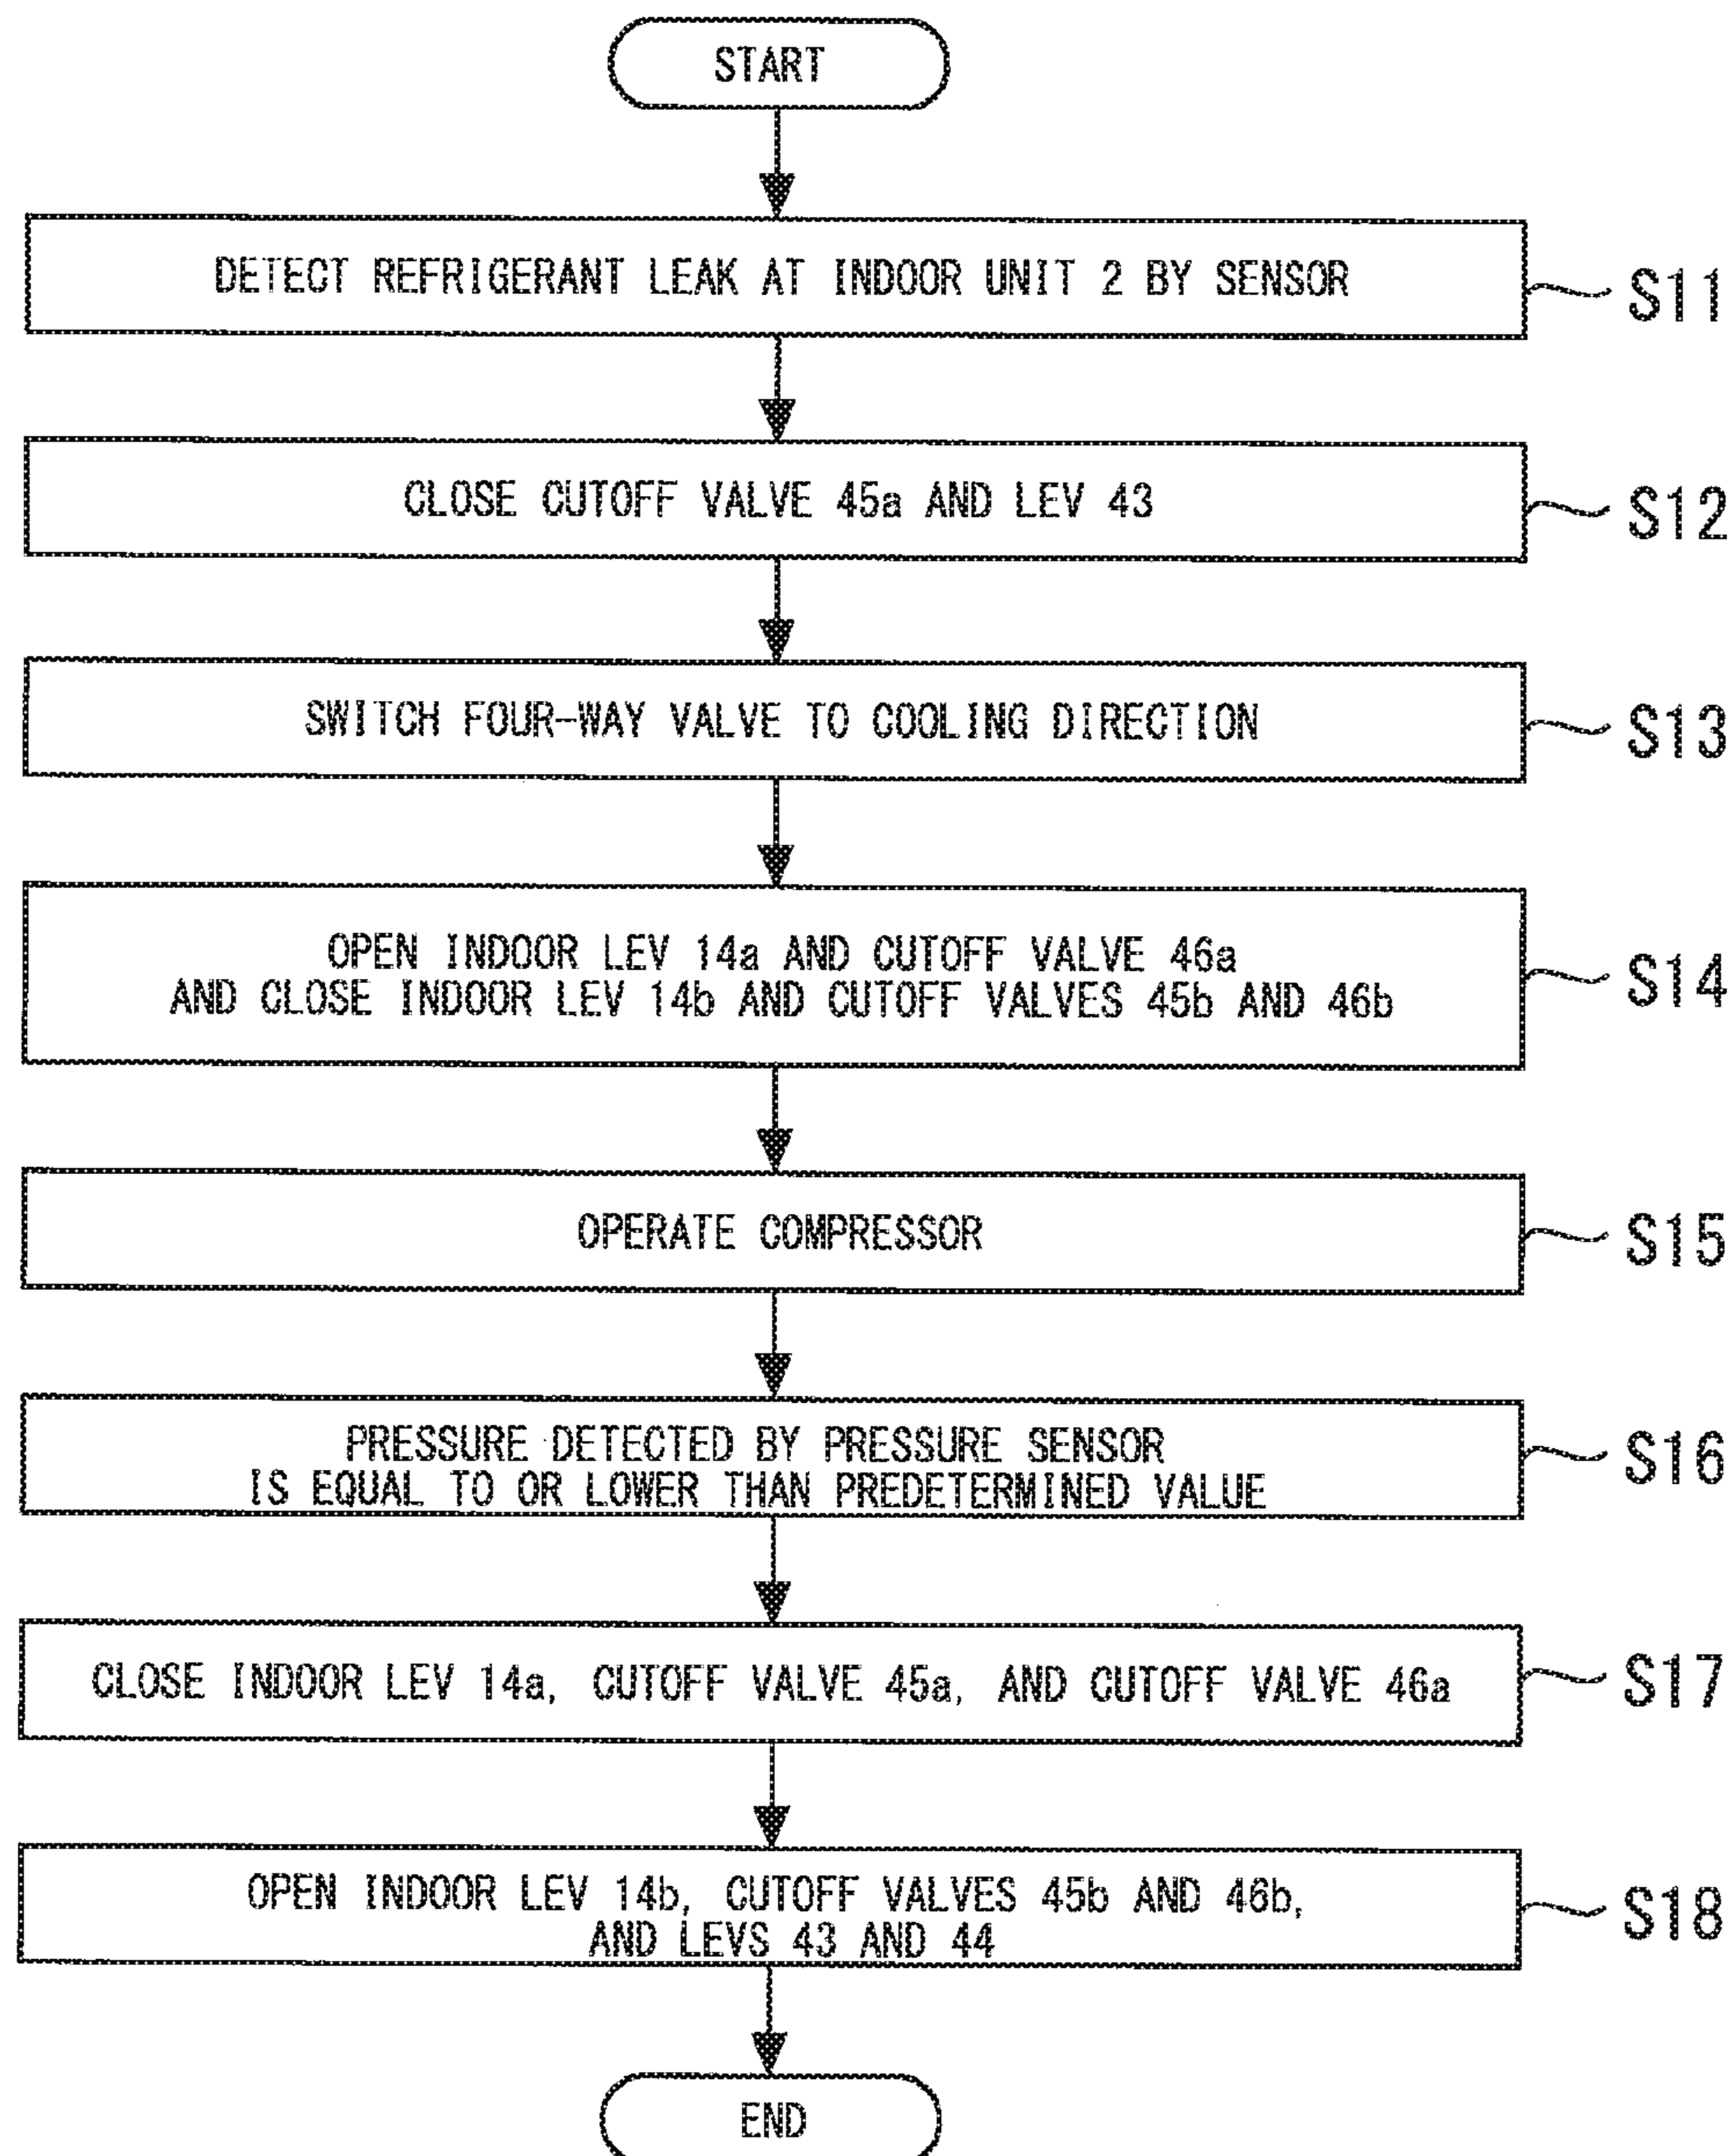 START
DETECT REFRIGERANT LEAK AT INDOOR UNIT 2 BY SENSOR
S11
CLOSE CUTOFF VALVE 45a AND LEV 43
S12
SWITCH FOUR-WAY VALVE TO COOLING DIRECTION
S13
OPEN INDOOR LEV 14a AND CUTOFF VALVE 46a
AND CLOSE INDOOR LEV 14b AND CUTOFF VALVES 45b AND 46b
S14
OPERATE COMPRESSOR
S15
PRESSURE DETECTED BY PRESSURE SENSOR
IS EQUAL TO OR LOWER THAN PREDETERMINED VALUE
S16
CLOSE INDOOR LEV 14a, CUTOFF VALVE 45a, AND CUTOFF VALVE 46a
S17
OPEN INDOOR LEV 14b, CUTOFF VALVES 45b AND 46b,
AND LEVS 43 AND 44
S18
END